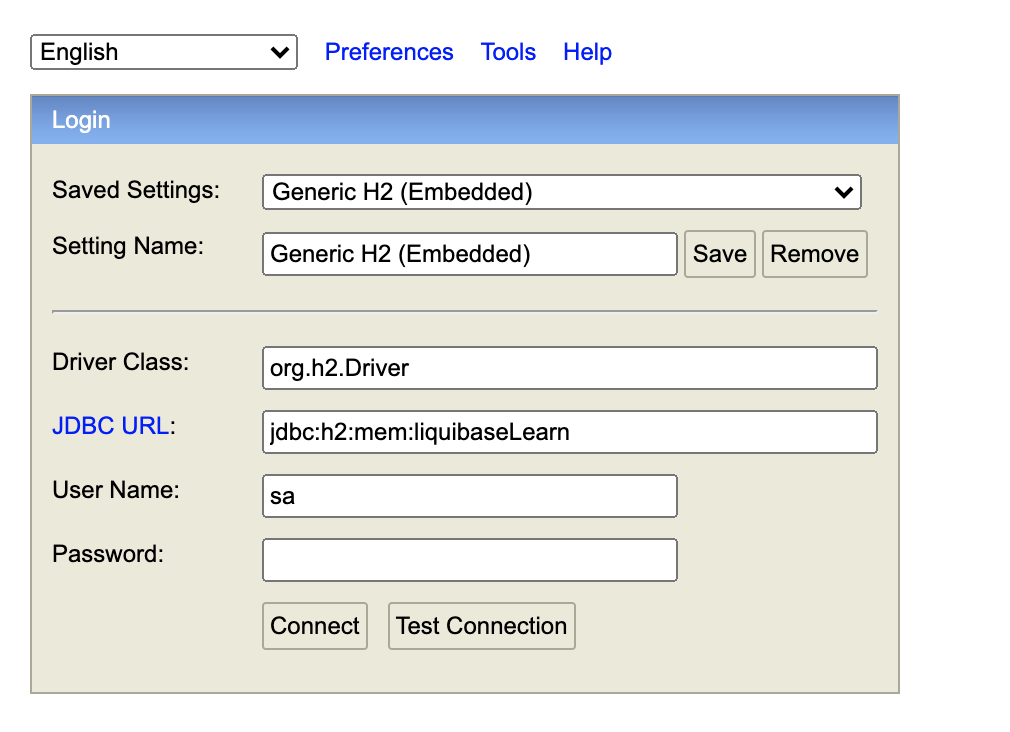 English Preferences Tools Help
Login
Saved Settings: Generic H2 (Embedded)
Setting Name: Generic H2 (Embedded) Save Remove
Driver Class: org.h2.Driver
JDBC URL: jdbc:h2:mem:liquibaseLearn
User Name: sa
Password:
Connect Test Connection